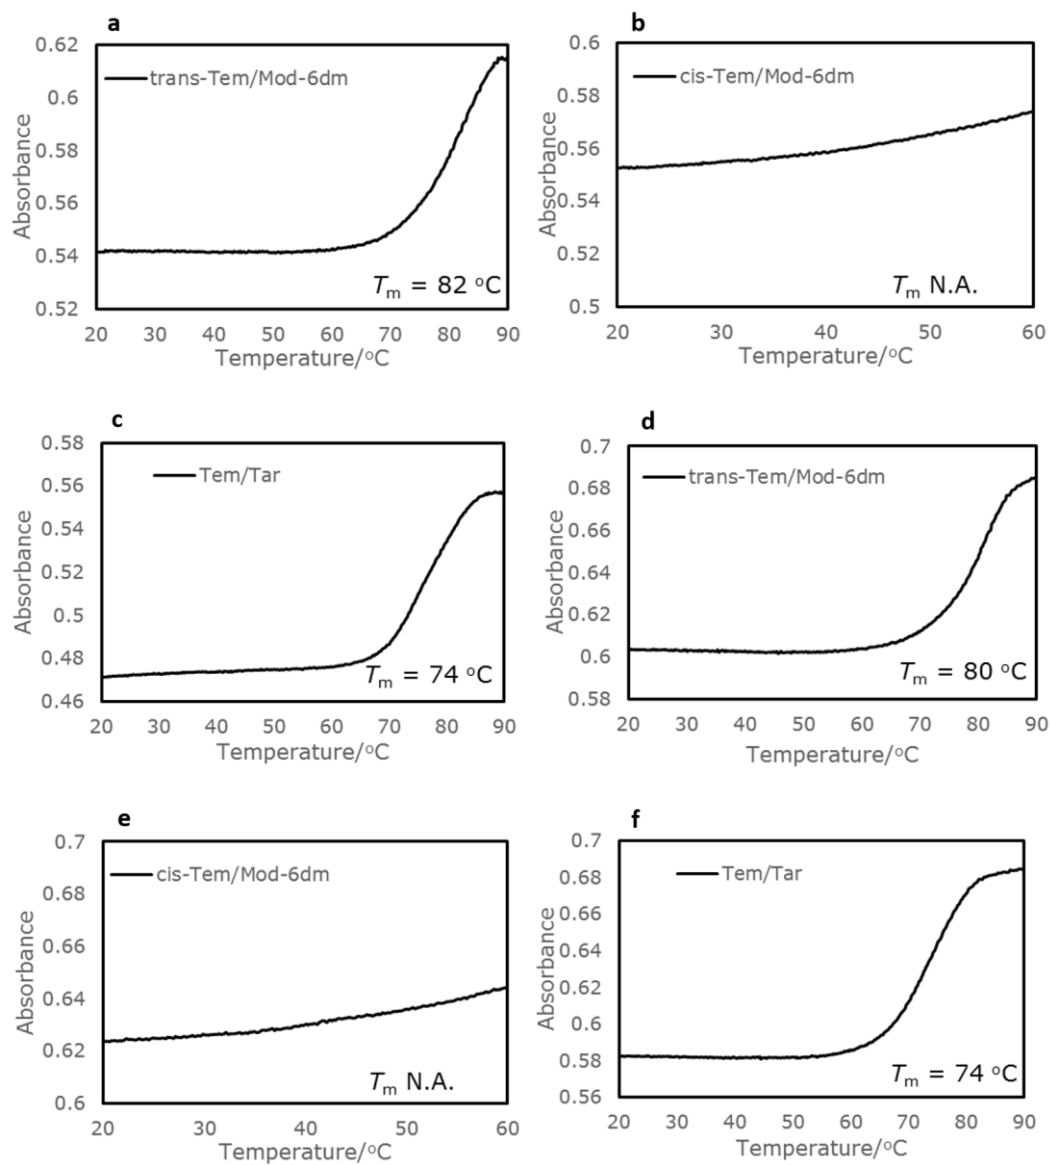 a
0.62
0.6
0.58
0.56
0.54
0.52
Absorbance
trans-Tem/Mod-6dm
Tm = 82 °C
20 30 40 50 60 70 80 90
Temperature/°C
b
0.6
0.58
0.56
0.54
0.52
0.5
Absorbance
cis-Tem/Mod-6dm
Tm N.A.
20 30 40 50 60
Temperature/°C
c
0.58
0.56
0.54
0.52
0.5
0.48
0.46
Absorbance
Tem/Tar
Tm = 74 °C
20 30 40 50 60 70 80 90
Temperature/°C
d
0.7
0.68
0.66
0.64
0.62
0.6
0.58
Absorbance
trans-Tem/Mod-6dm
Tm = 80 °C
20 30 40 50 60 70 80 90
Temperature/°C
e
0.7
0.68
0.66
0.64
0.62
0.6
Absorbance
cis-Tem/Mod-6dm
Tm N.A.
20 30 40 50 60
Temperature/°C
f
0.7
0.68
0.66
0.64
0.62
0.6
0.58
0.56
Absorbance
Tem/Tar
Tm = 74 °C
20 30 40 50 60 70 80 90
Temperature/°C